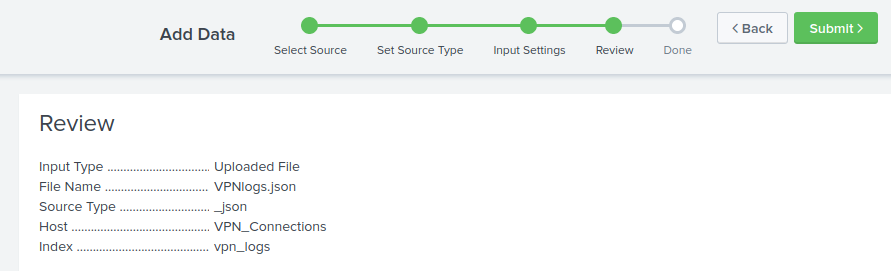 Add Data
Select Source
Set Source Type
Input Settings
Review
Done
< Back
Submit >
Review
Input Type ................................. Uploaded File
File Name ................................. VPNlogs.json
Source Type ............................. _json
Host ............................................ VPN_Connections
Index .......................................... vpn_logs